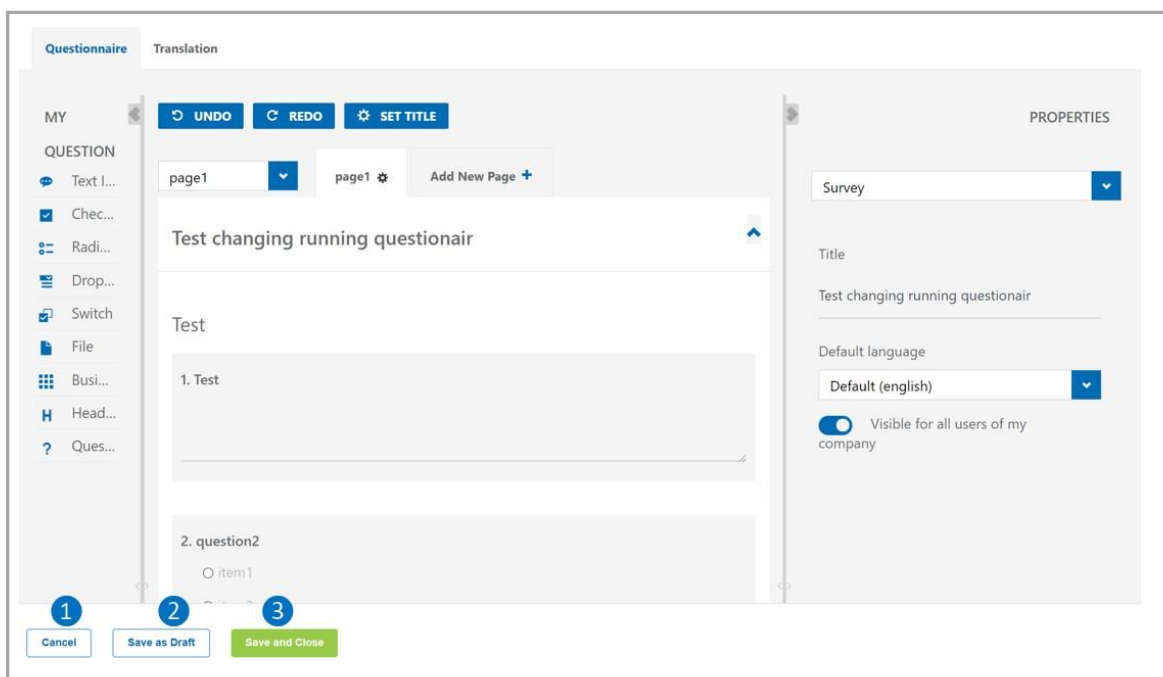 Questionnaire
Translation
MY
QUESTION
Text I...
Chec...
Radi...
Drop...
Switch
File
Busi...
Head...
Ques...
UNDO
REDO
SET TITLE
page1
page1
Add New Page +
Test changing running questionair
Test
1. Test
2. question2
item1
PROPERTIES
Survey
Title
Test changing running questionair
Default language
Default (english)
Visible for all users of my
company
1
2
3
Cancel
Save as Draft
Save and Close